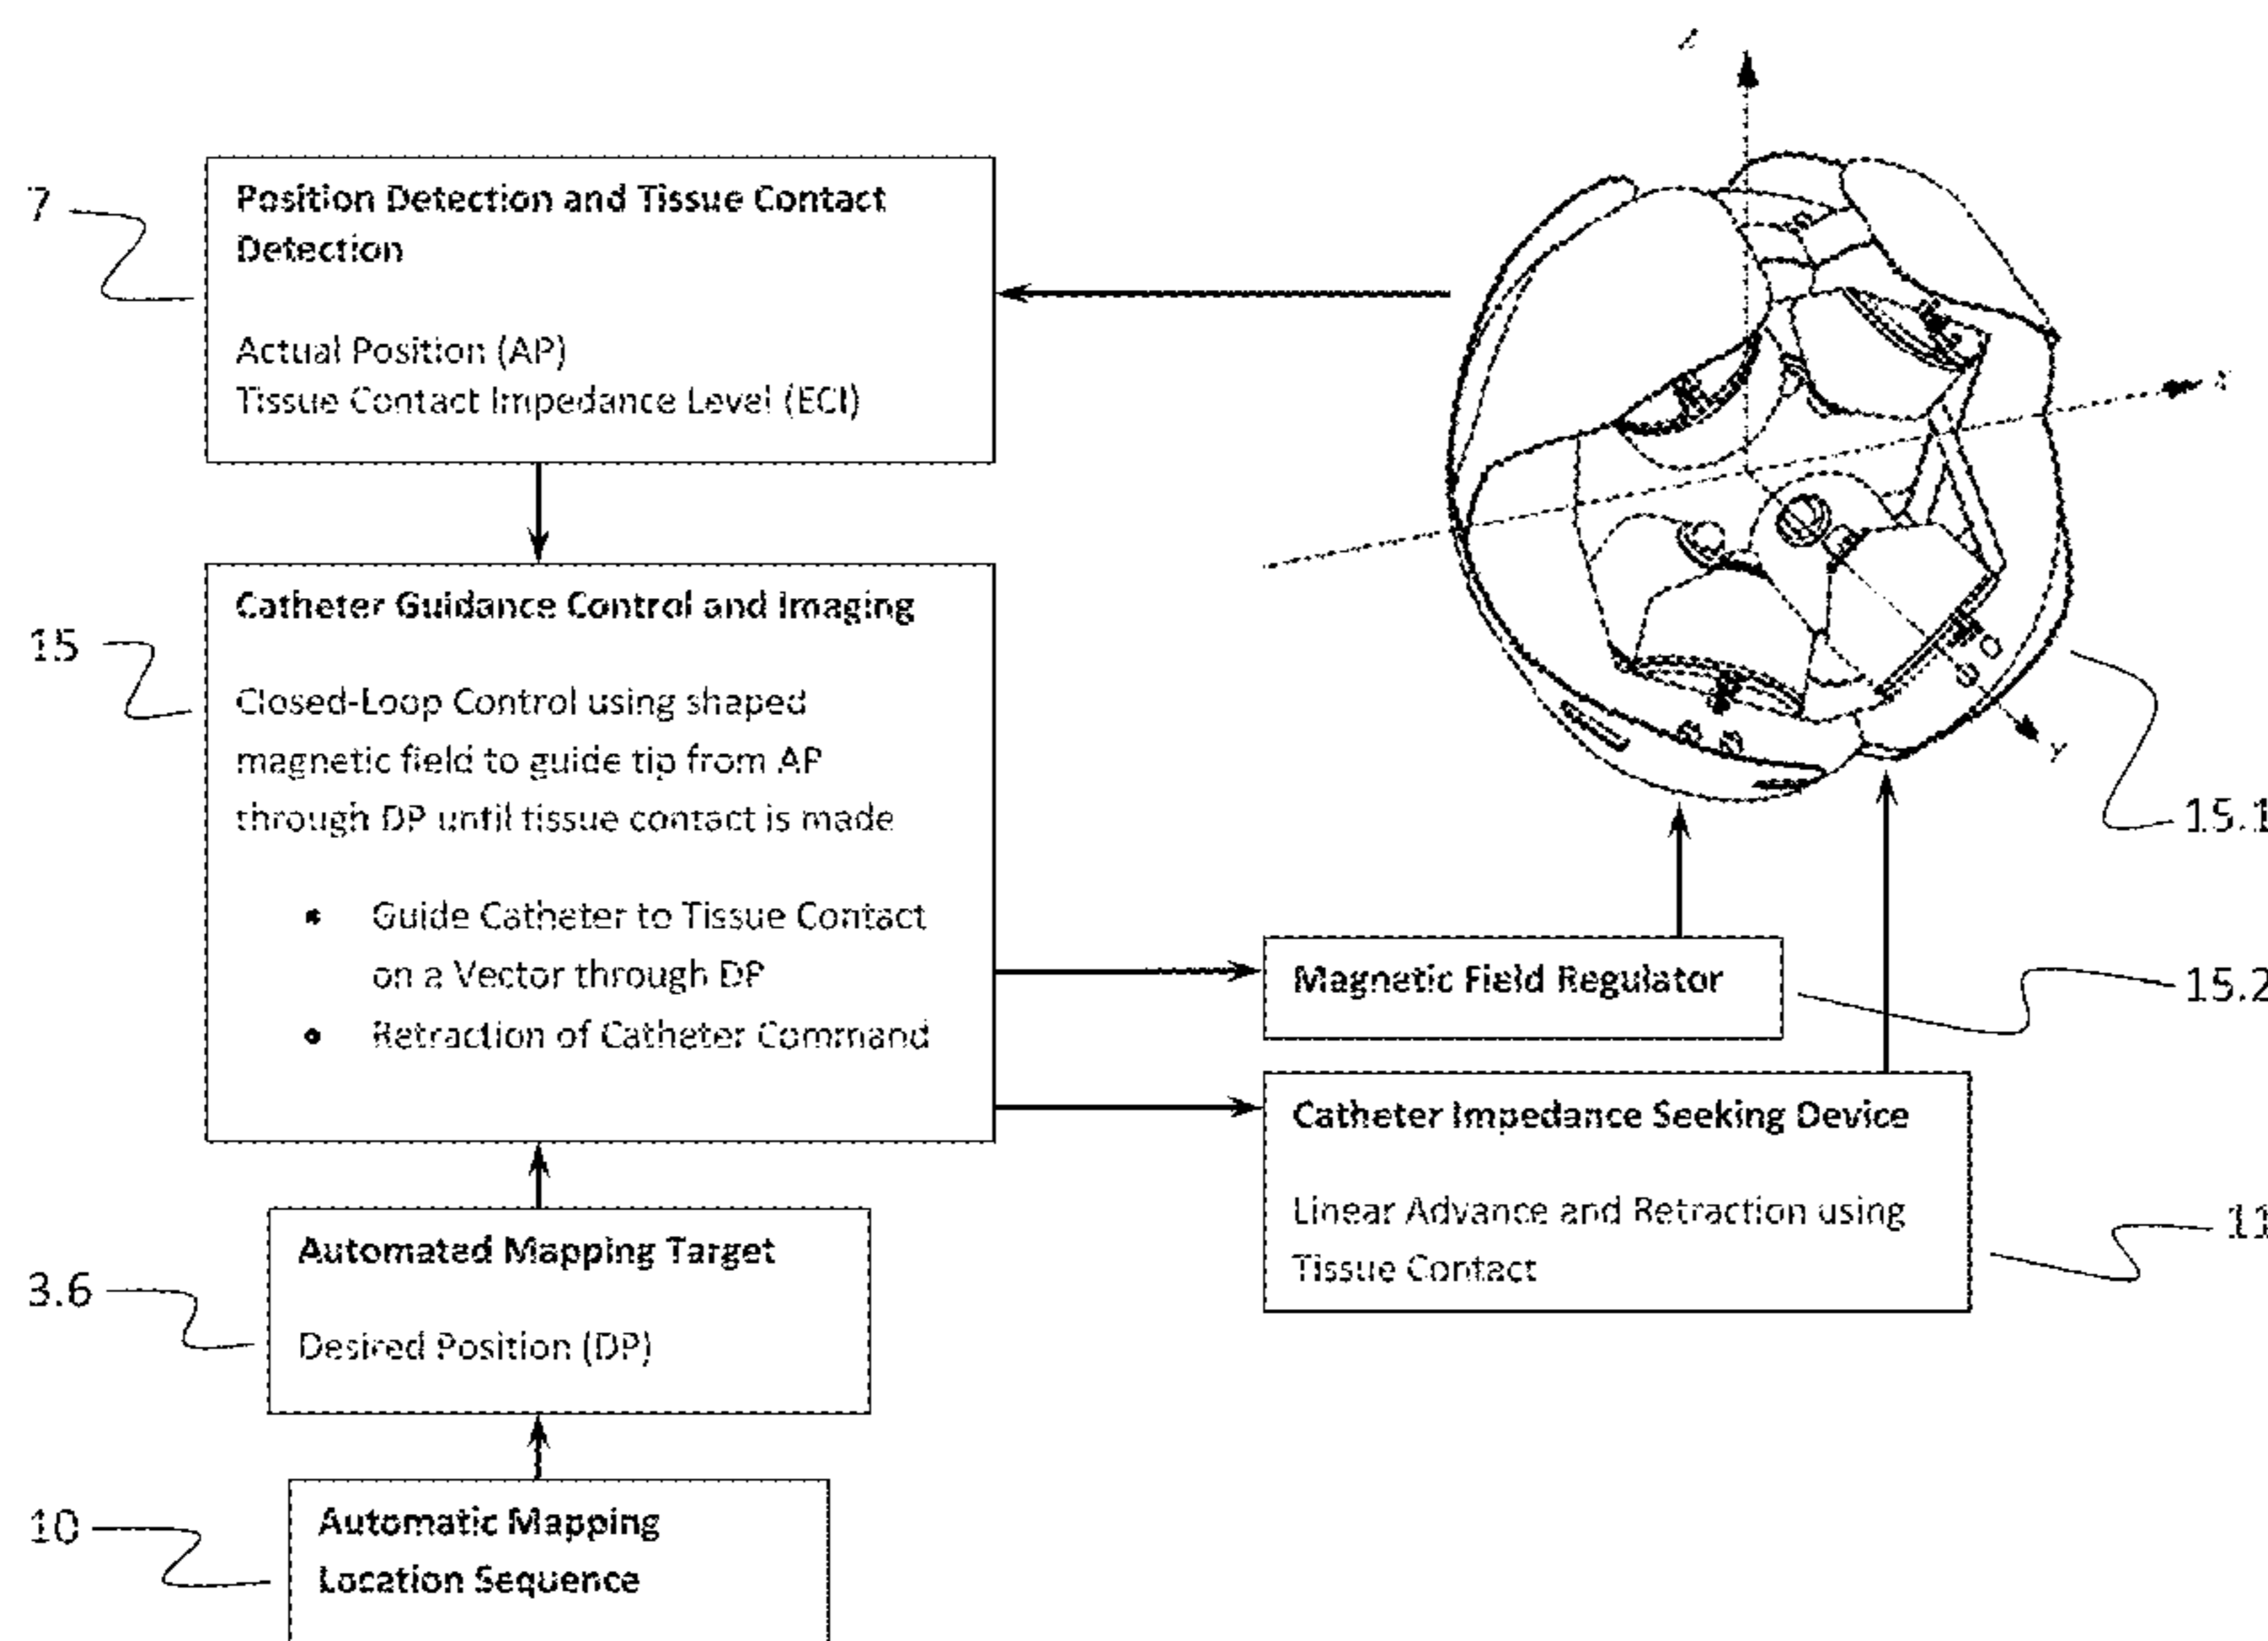 Z
7
Position Detection and Tissue Contact
Detection
Actual Position (AP)
Tissue Contact Impedance Level (ECI)
X
15
Catheter Guidance Control and Imaging
Closed-Loop Control using shaped
magnetic field to guide tip from AP
through DP until tissue contact is made
• Guide Catheter to Tissue Contact
on a Vector through DP
• Retraction of Catheter Command
Y
15.1
Magnetic Field Regulator
15.2
Catheter Impedance Seeking Device
Linear Advance and Retraction using
Tissue Contact
11
3.6
Automated Mapping Target
Desired Position (DP)
10
Automatic Mapping
Location Sequence